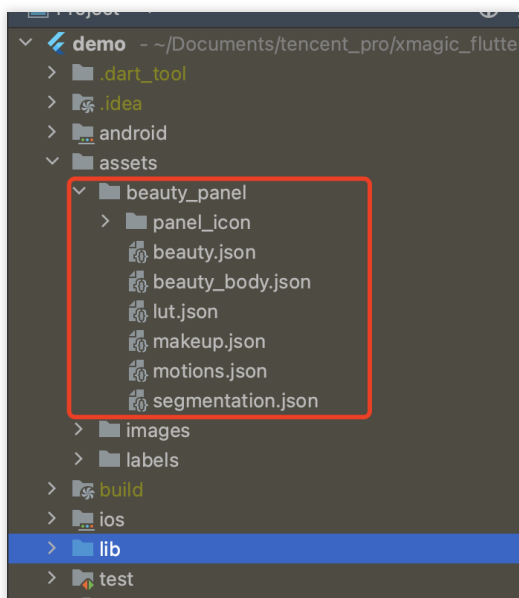 Project
demo - ~/Documents/tencent_pro/xmagic_flutte
.dart_tool
.idea
android
assets
beauty_panel
panel_icon
beauty.json
beauty_body.json
lut.json
makeup.json
motions.json
segmentation.json
images
labels
build
ios
lib
test